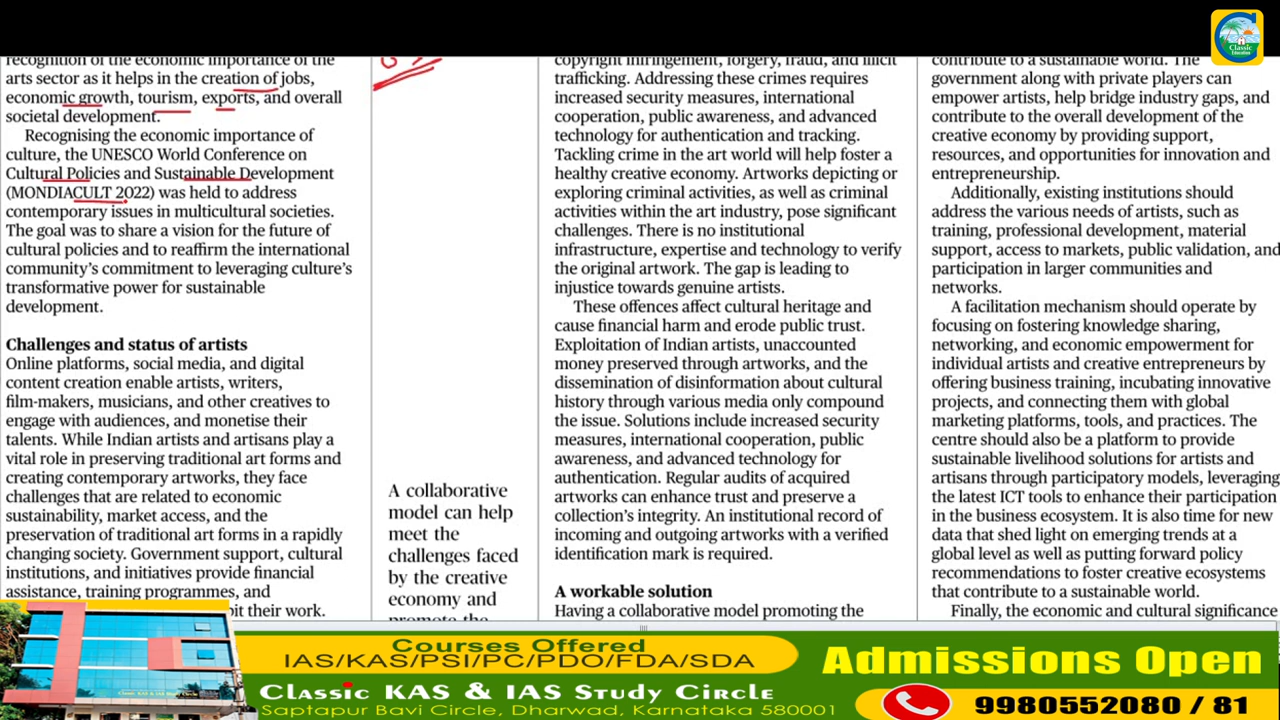 recognition of the economic importance of the
arts sector as it helps in the creation of jobs,
economic growth, tourism, exports, and overall
societal development.
Recognising the economic importance of
culture, the UNESCO World Conference on
Cultural Policies and Sustainable Development
(MONDIACULT 2022) was held to address
contemporary issues in multicultural societies.
The goal was to share a vision for the future of
cultural policies and to reaffirm the international
community’s commitment to leveraging culture’s
transformative power for sustainable
development.
Challenges and status of artists
Online platforms, social media, and digital
content creation enable artists, writers,
film-makers, musicians, and other creatives to
engage with audiences, and monetise their
talents. While Indian artists and artisans play a
vital role in preserving traditional art forms and
creating contemporary artworks, they face
challenges that are related to economic
sustainability, market access, and the
preservation of traditional art forms in a rapidly
changing society. Government support, cultural
institutions, and initiatives provide financial
assistance, training programmes, and
their work.
A collaborative
model can help
meet the
challenges faced
by the creative
economy and
promote the
copyright infringement, forgery, fraud, and illicit
trafficking. Addressing these crimes requires
increased security measures, international
cooperation, public awareness, and advanced
technology for authentication and tracking.
Tackling crime in the art world will help foster a
healthy creative economy. Artworks depicting or
exploring criminal activities, as well as criminal
activities within the art industry, pose significant
challenges. There is no institutional
infrastructure, expertise and technology to verify
the original artwork. The gap is leading to
injustice towards genuine artists.
These offences affect cultural heritage and
cause financial harm and erode public trust.
Exploitation of Indian artists, unaccounted
money preserved through artworks, and the
dissemination of disinformation about cultural
history through various media only compound
the issue. Solutions include increased security
measures, international cooperation, public
awareness, and advanced technology for
authentication. Regular audits of acquired
artworks can enhance trust and preserve a
collection’s integrity. An institutional record of
incoming and outgoing artworks with a verified
identification mark is required.
A workable solution
Having a collaborative model promoting the
contribute to a sustainable world. The
government along with private players can
empower artists, help bridge industry gaps, and
contribute to the overall development of the
creative economy by providing support,
resources, and opportunities for innovation and
entrepreneurship.
Additionally, existing institutions should
address the various needs of artists, such as
training, professional development, material
support, access to markets, public validation, and
participation in larger communities and
networks.
A facilitation mechanism should operate by
focusing on fostering knowledge sharing,
networking, and economic empowerment for
individual artists and creative entrepreneurs by
offering business training, incubating innovative
projects, and connecting them with global
marketing platforms, tools, and practices. The
centre should also be a platform to provide
sustainable livelihood solutions for artists and
artisans through participatory models, leveraging
the latest ICT tools to enhance their participation
in the business ecosystem. It is also time for new
data that shed light on emerging trends at a
global level as well as putting forward policy
recommendations to foster creative ecosystems
that contribute to a sustainable world.
Finally, the economic and cultural significance
Classic
Education
Courses Offered
IAS/KAS/PSI/PC/PDO/FDA/SDA
Classic KAS & IAS Study Circle
Saptapur Bavi Circle, Dharwad, Karnataka 580001
Admissions Open
9980552080 / 81